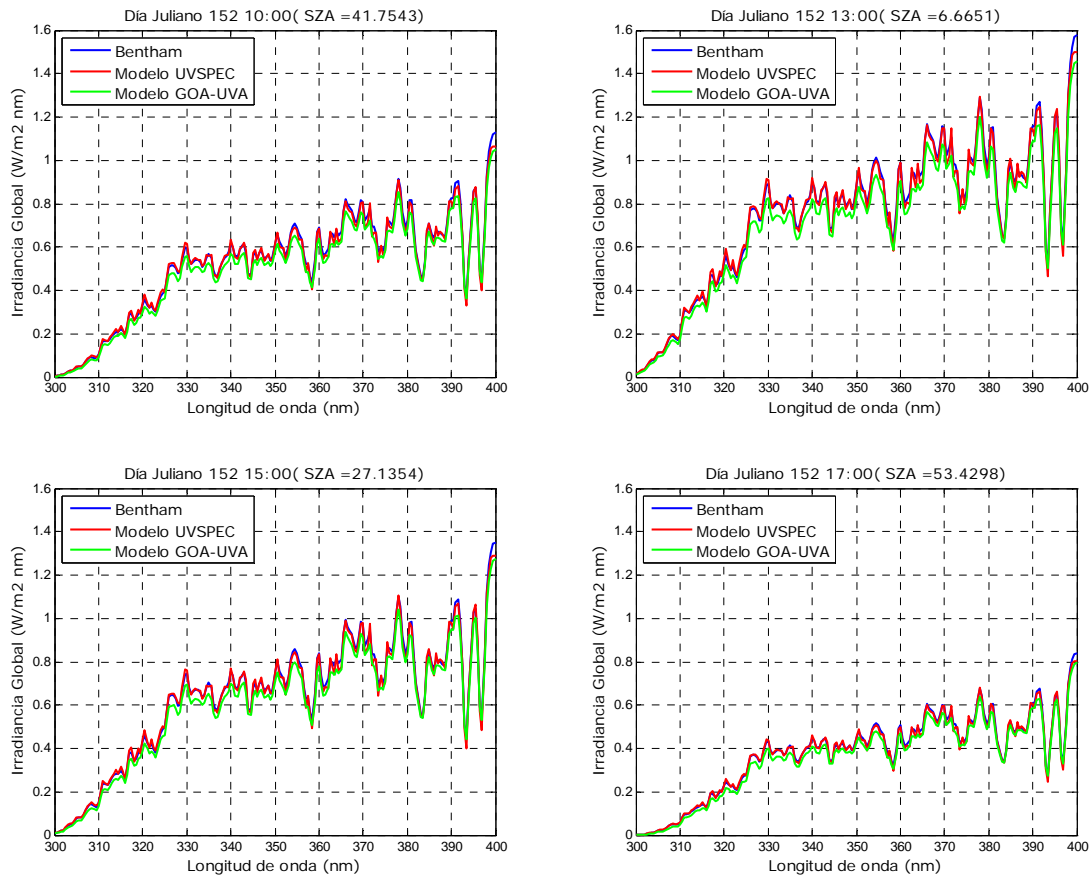 Día Juliano 152 10:00( SZA =41.7543)
Irradiancia Global (W/m2 nm)
1.6
1.4
1.2
1
0.8
0.6
0.4
0.2
0
Bentham
Modelo UVSPEC
Modelo GOA-UVA
300 310 320 330 340 350 360 370 380 390 400
Longitud de onda (nm)
Día Juliano 152 13:00( SZA =6.6651)
Irradiancia Global (W/m2 nm)
1.6
1.4
1.2
1
0.8
0.6
0.4
0.2
0
Bentham
Modelo UVSPEC
Modelo GOA-UVA
300 310 320 330 340 350 360 370 380 390 400
Longitud de onda (nm)
Día Juliano 152 15:00( SZA =27.1354)
Irradiancia Global (W/m2 nm)
1.6
1.4
1.2
1
0.8
0.6
0.4
0.2
0
Bentham
Modelo UVSPEC
Modelo GOA-UVA
300 310 320 330 340 350 360 370 380 390 400
Longitud de onda (nm)
Día Juliano 152 17:00( SZA =53.4298)
Irradiancia Global (W/m2 nm)
1.6
1.4
1.2
1
0.8
0.6
0.4
0.2
0
Bentham
Modelo UVSPEC
Modelo GOA-UVA
300 310 320 330 340 350 360 370 380 390 400
Longitud de onda (nm)